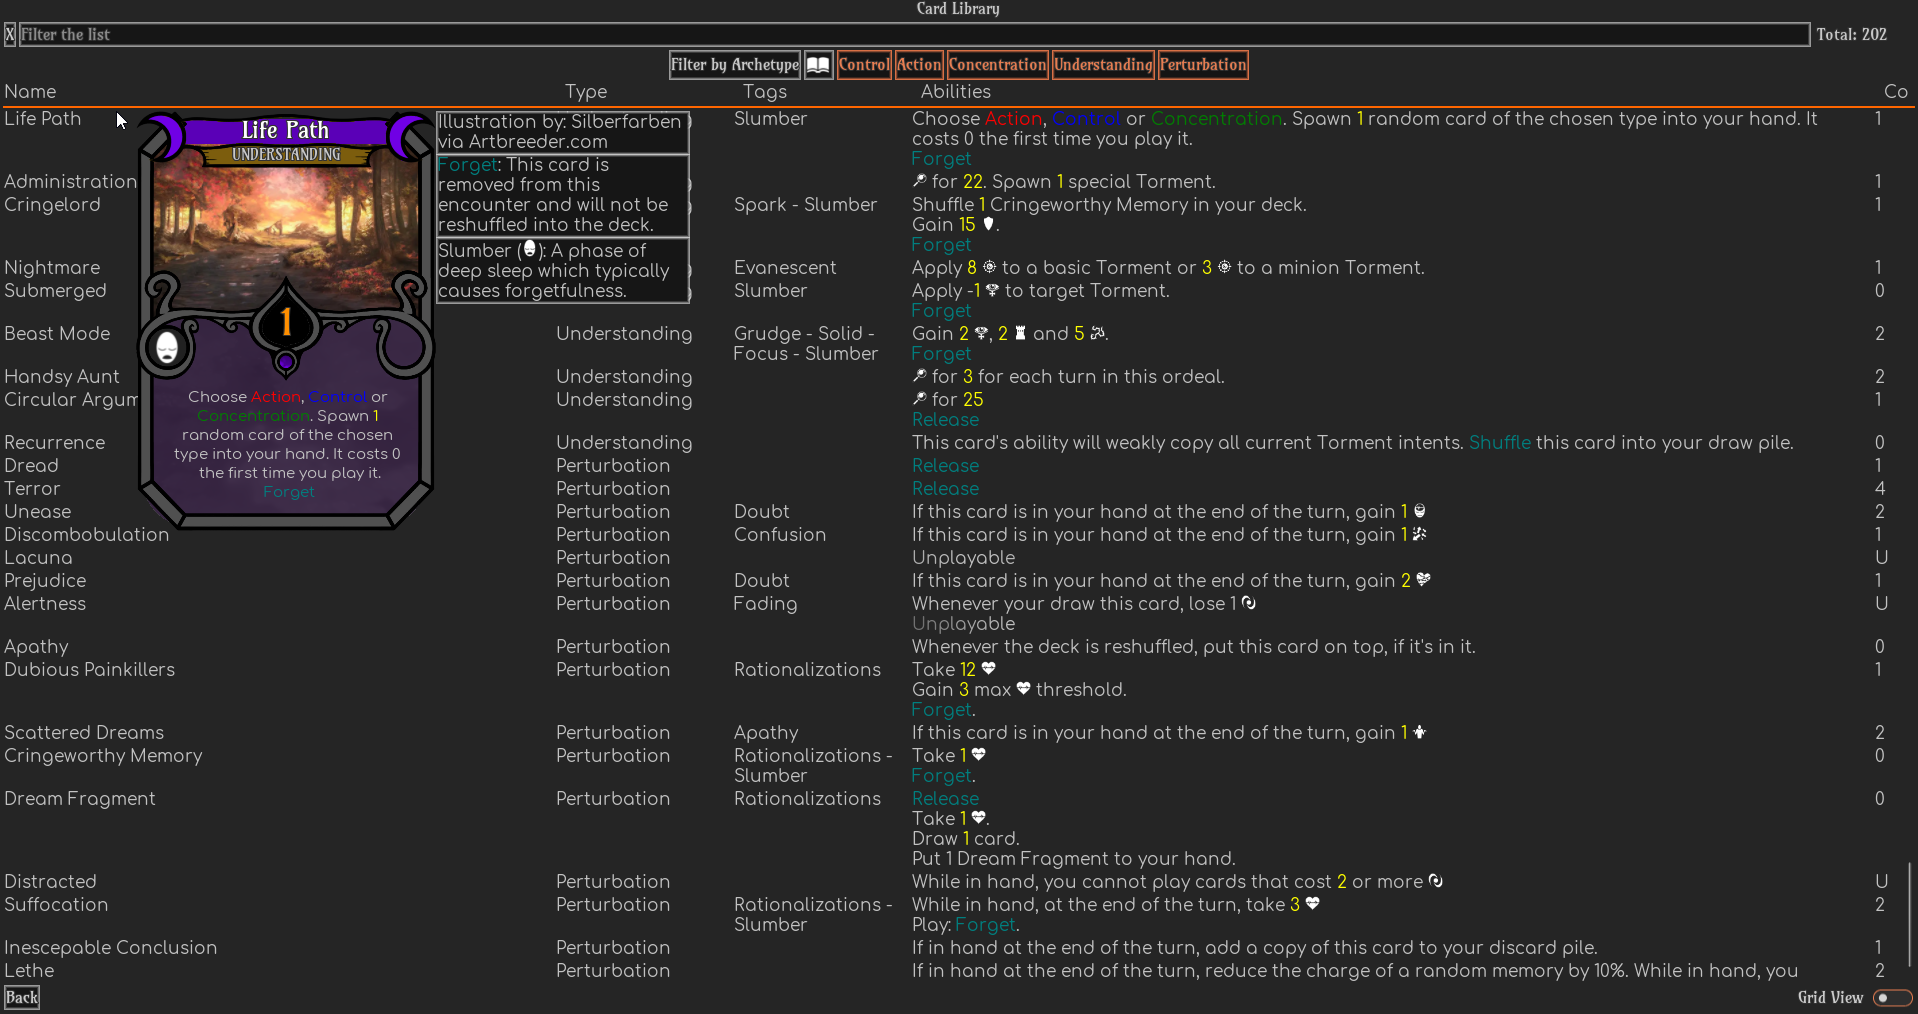 Card Library
X Filter the list Total: 202
Filter by Archetype Control Action Concentration Understanding Perturbation
Name Type Tags Abilities Co
Life Path Slumber Choose Action, Control or Concentration. Spawn 1 random card of the chosen type into your hand. It 1
costs 0 the first time you play it.
Forget
Administration for 22. Spawn 1 special Torment. 1
Cringelord Spark - Slumber Shuffle 1 Cringeworthy Memory in your deck. 1
Gain 15 .
Forget
Nightmare Evanescent Apply 8 to a basic Torment or 3 to a minion Torment. 1
Submerged Slumber Apply -1 to target Torment. 0
Forget
Beast Mode Understanding Grudge - Solid - Gain 2 , 2 and 5 . 2
Focus - Slumber Forget
Handsy Aunt Understanding for 3 for each turn in this ordeal. 2
Circular Argum Understanding for 25 1
Release
Recurrence Understanding This card's ability will weakly copy all current Torment intents. Shuffle this card into your draw pile. 0
Dread Perturbation Release 1
Terror Perturbation Release 4
Unease Perturbation Doubt If this card is in your hand at the end of the turn, gain 1 2
Discombobulation Perturbation Confusion If this card is in your hand at the end of the turn, gain 1 1
Lacuna Perturbation Unplayable U
Prejudice Perturbation Doubt If this card is in your hand at the end of the turn, gain 2 1
Alertness Perturbation Fading Whenever your draw this card, lose 1 U
Unplayable
Apathy Perturbation Whenever the deck is reshuffled, put this card on top, if it's in it. 0
Dubious Painkillers Perturbation Rationalizations Take 12 1
Gain 3 max threshold.
Forget.
Scattered Dreams Perturbation Apathy If this card is in your hand at the end of the turn, gain 1 2
Cringeworthy Memory Perturbation Rationalizations - Take 1 0
Slumber Forget.
Dream Fragment Perturbation Rationalizations Release 0
Take 1 .
Draw 1 card.
Put 1 Dream Fragment to your hand.
Distracted Perturbation While in hand, you cannot play cards that cost 2 or more U
Suffocation Perturbation Rationalizations - While in hand, at the end of the turn, take 3 2
Slumber Play: Forget.
Inescepable Conclusion Perturbation If in hand at the end of the turn, add a copy of this card to your discard pile. 1
Lethe Perturbation If in hand at the end of the turn, reduce the charge of a random memory by 10%. While in hand, you 2
Back Grid View
Life Path
UNDERSTANDING
1
Choose Action, Control or
Concentration. Spawn 1
random card of the chosen
type into your hand. It costs 0
the first time you play it.
Forget
Illustration by: Silberfarben
via Artbreeder.com
Forget: This card is
removed from this
encounter and will not be
reshuffled into the deck.
Slumber ( ): A phase of
deep sleep which typically
causes forgetfulness.